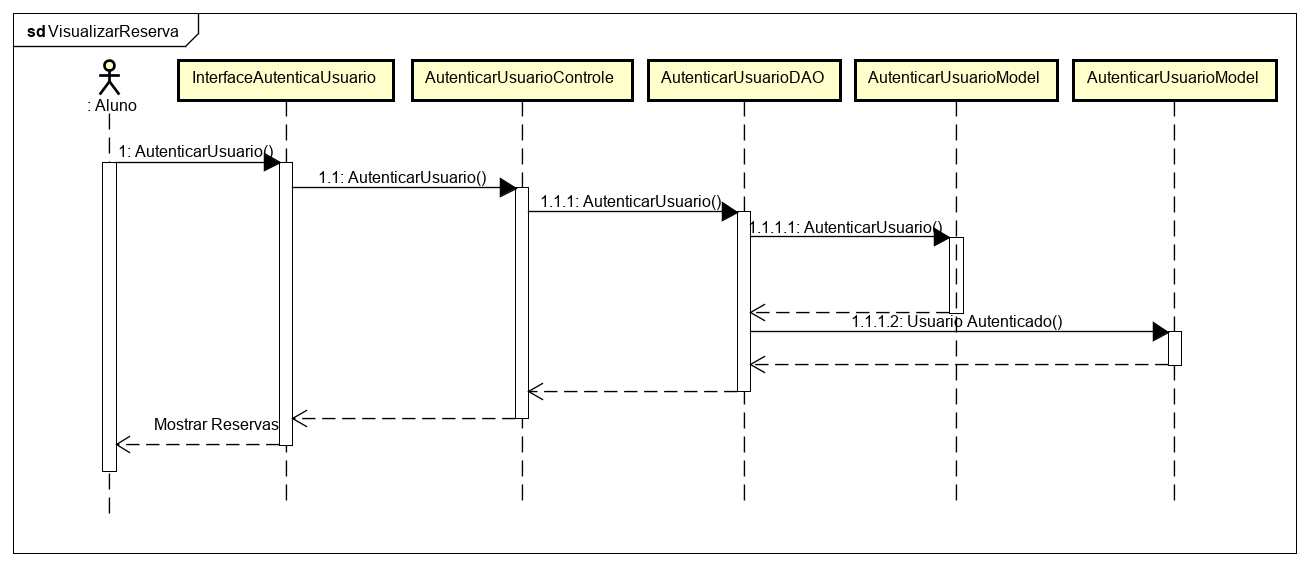 sd VisualizarReserva
: Aluno
InterfaceAutenticaUsuario
AutenticarUsuarioControle
AutenticarUsuarioDAO
AutenticarUsuarioModel
AutenticarUsuarioModel
1: AutenticarUsuario()
1.1: AutenticarUsuario()
1.1.1: AutenticarUsuario()
1.1.1.1: AutenticarUsuario()
1.1.1.2: Usuario Autenticado()
Mostrar Reservas